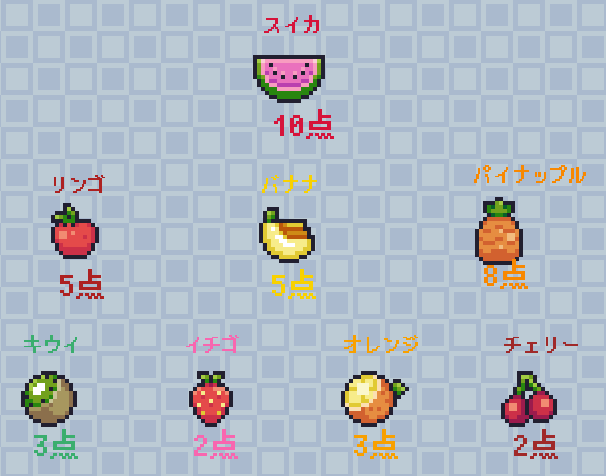 スイカ
10点
リンゴ
バナナ
パイナップル
5点
5点
8点
キウイ
イチゴ
オレンジ
チェリー
3点
2点
3点
2点